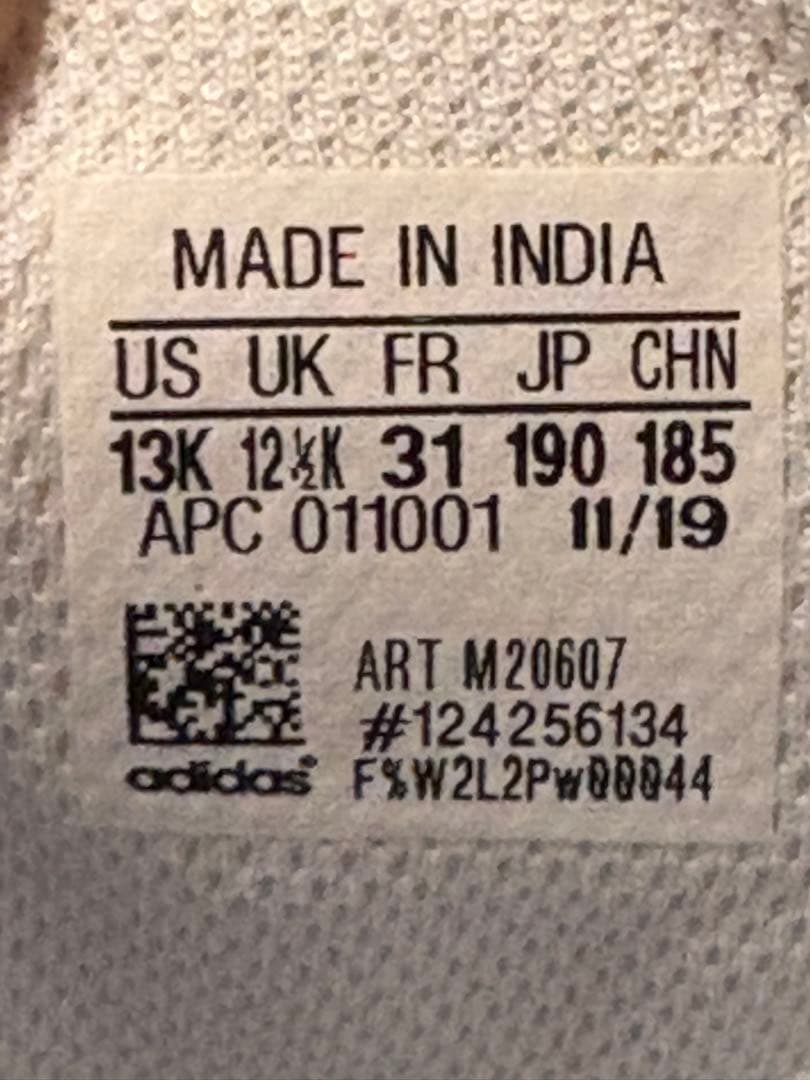 MADE IN INDIA
US UK FR JP CHN
13K 12½K 31 190 185
APC 011001 11/19
ART M20607
#124256134
adidas® F%W2L2Pw00044